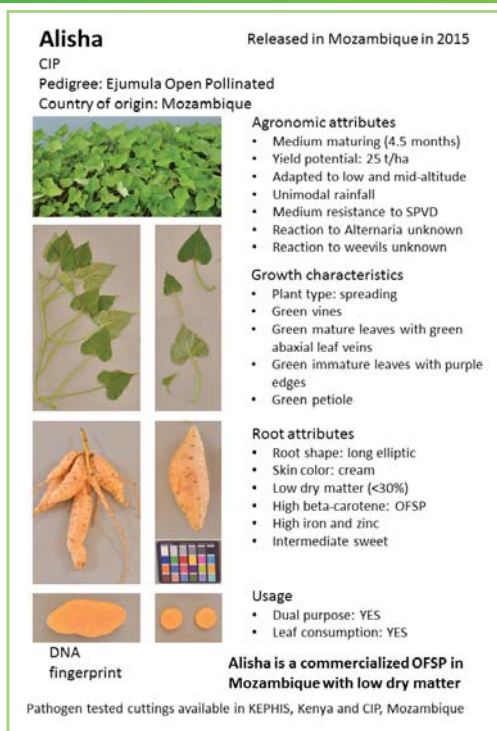 Alisha
Released in Mozambique in 2015
CIP
Pedigree: Ejumula Open Pollinated
Country of origin: Mozambique
Agronomic attributes
• Medium maturing (4.5 months)
• Yield potential: 25 t/ha
• Adapted to low and mid-altitude
• Unimodal rainfall
• Medium resistance to SPVD
• Reaction to Alternaria unknown
• Reaction to weevils unknown
Growth characteristics
• Plant type: spreading
• Green vines
• Green mature leaves with green
abaxial leaf veins
• Green immature leaves with purple
edges
• Green petiole
Root attributes
• Root shape: long elliptic
• Skin color: cream
• Low dry matter (<30%)
• High beta-carotene: OFSP
• High iron and zinc
• Intermediate sweet
Usage
• Dual purpose: YES
• Leaf consumption: YES
DNA
fingerprint
Alisha is a commercialized OFSP in
Mozambique with low dry matter
Pathogen tested cuttings available in KEPHIS, Kenya and CIP, Mozambique